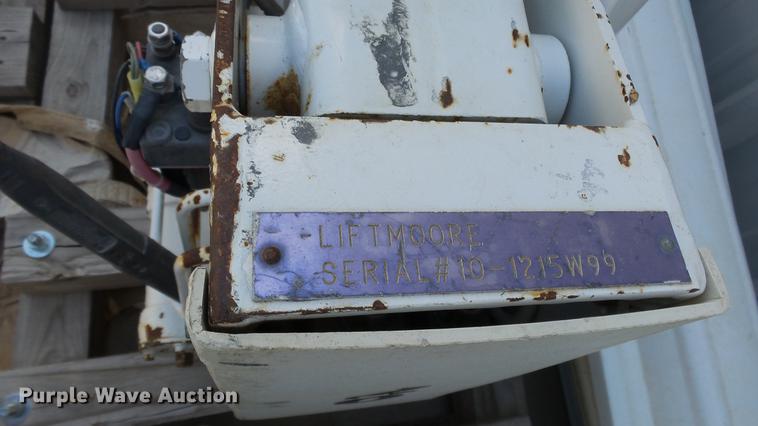 LIFTMOORE
SERIAL#10-1215W99
Purple Wave Auction